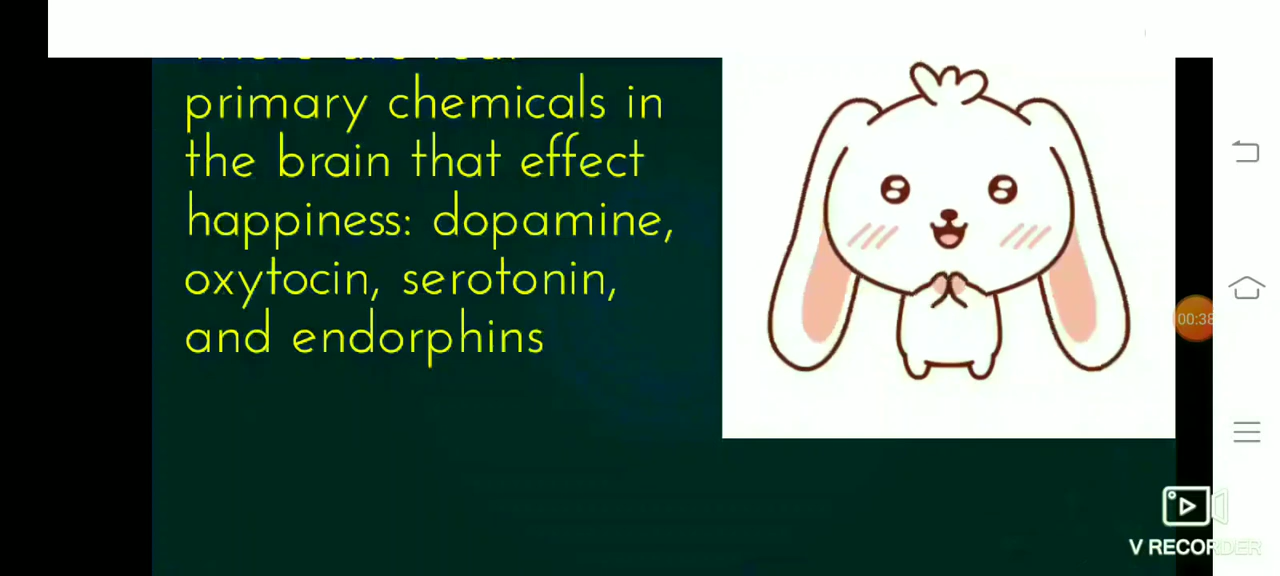 primary chemicals in
the brain that effect
happiness: dopamine,
oxytocin, serotonin,
and endorphins
00:38
V RECORDER